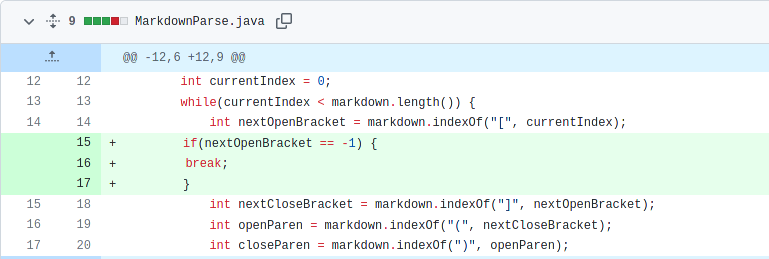 9 MarkdownParse.java
@@ -12,6 +12,9 @@
12 12 int currentIndex = 0;
13 13 while(currentIndex < markdown.length()) {
14 14 int nextOpenBracket = markdown.indexOf("[", currentIndex);
15 + if(nextOpenBracket == -1) {
16 + break;
17 + }
15 18 int nextCloseBracket = markdown.indexOf("]", nextOpenBracket);
16 19 int openParen = markdown.indexOf("(", nextCloseBracket);
17 20 int closeParen = markdown.indexOf(")", openParen);